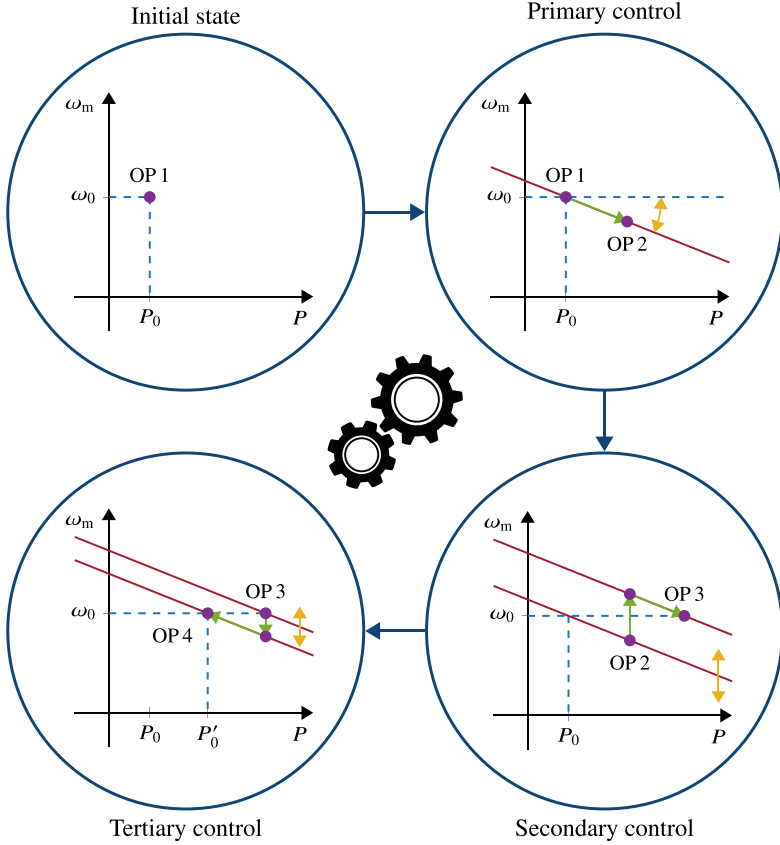 Initial state
ωm
OP 1
ω0
P0
P
Primary control
ωm
OP 1
ω0
OP 2
P0
P
ωm
OP 3
ω0
OP 4
P0
P′0
P
Tertiary control
ωm
OP 3
ω0
OP 2
P0
P
Secondary control